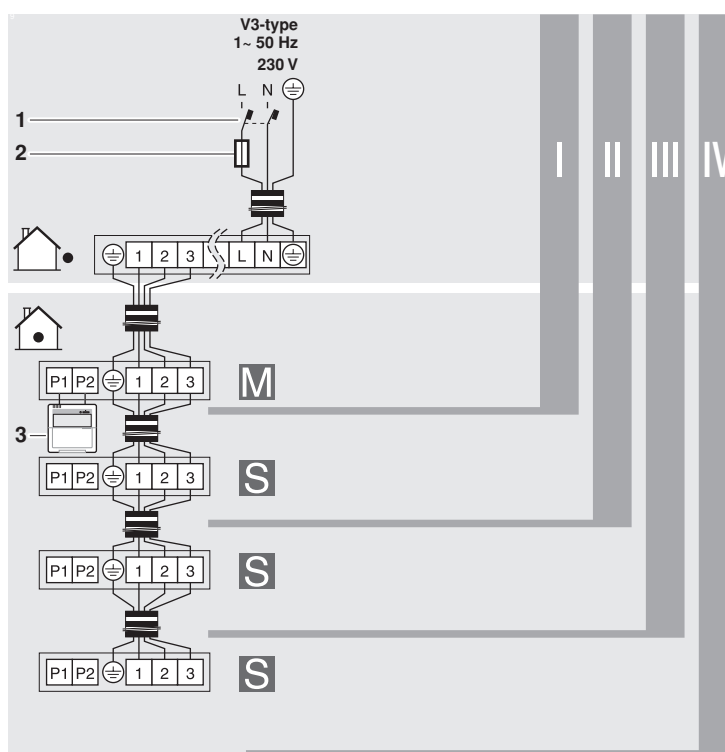 V3-type
1~ 50 Hz
230 V
L N
1
2
I II III IV
1 2 3 L N
P1 P2 1 2 3 M
3
P1 P2 1 2 3 S
P1 P2 1 2 3 S
P1 P2 1 2 3 S